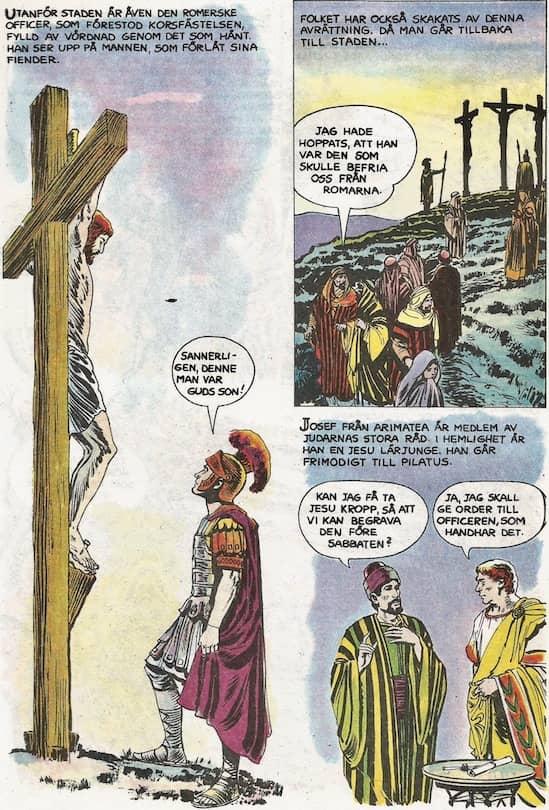 UTANFÖR STADEN ÄR ÄVEN DEN ROMERSKE
OFFICER, SOM FÖRESTOD KORSFÄSTELSEN,
FYLLD AV VÖRDNAD GENOM DET SOM HÄNT.
HAN SER UPP PÅ MANNEN, SOM FÖRLÅT SINA
FIENDER.
SANNERLI-
GEN, DENNE
MAN VAR
GUDS SON!
FOLKET HAR OCKSÅ SKAKATS AV DENNA
AVRÄTTNING. DÅ MAN GÅR TILLBAKA
TILL STADEN...
JAG HADE
HOPPATS, ATT HAN
VAR DEN SOM
SKULLE BEFRIA
OSS FRÅN
ROMARNA.
JOSEF FRÅN ARIMATEA ÄR MEDLEM AV
JUDARNAS STORA RÅD. I HEMLIGHET ÄR
HAN EN JESU LÄRJUNGE. HAN GÅR
FRIMODIGT TILL PILATUS.
KAN JAG FÅ TA
JESU KROPP, SÅ ATT
VI KAN BEGRAVA
DEN FÖRE
SABBATEN?
JA, JAG SKALL
GE ORDER TILL
OFFICEREN, SOM
HANDHAR DET.